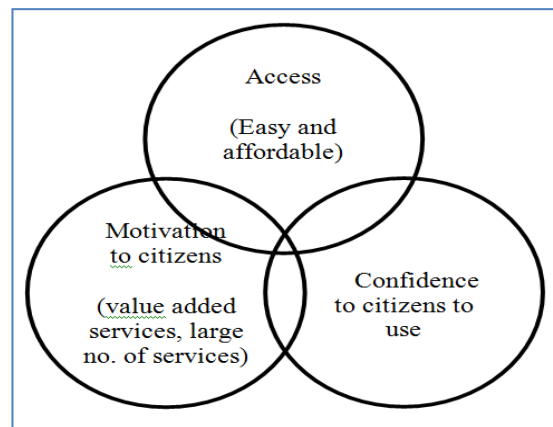 Access
(Easy and
affordable)
Motivation
to citizens
(value added
services, large
no. of services)
Confidence
to citizens to
use